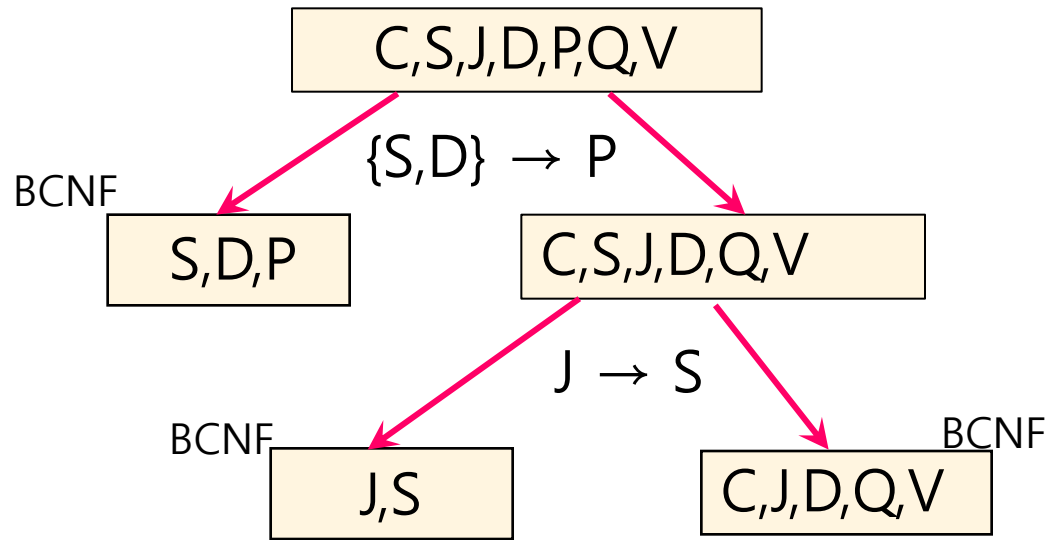 C,S,J,D,P,Q,V
{S,D} → P
BCNF
S,D,P
C,S,J,D,Q,V
J → S
BCNF
BCNF
J,S
C,J,D,Q,V